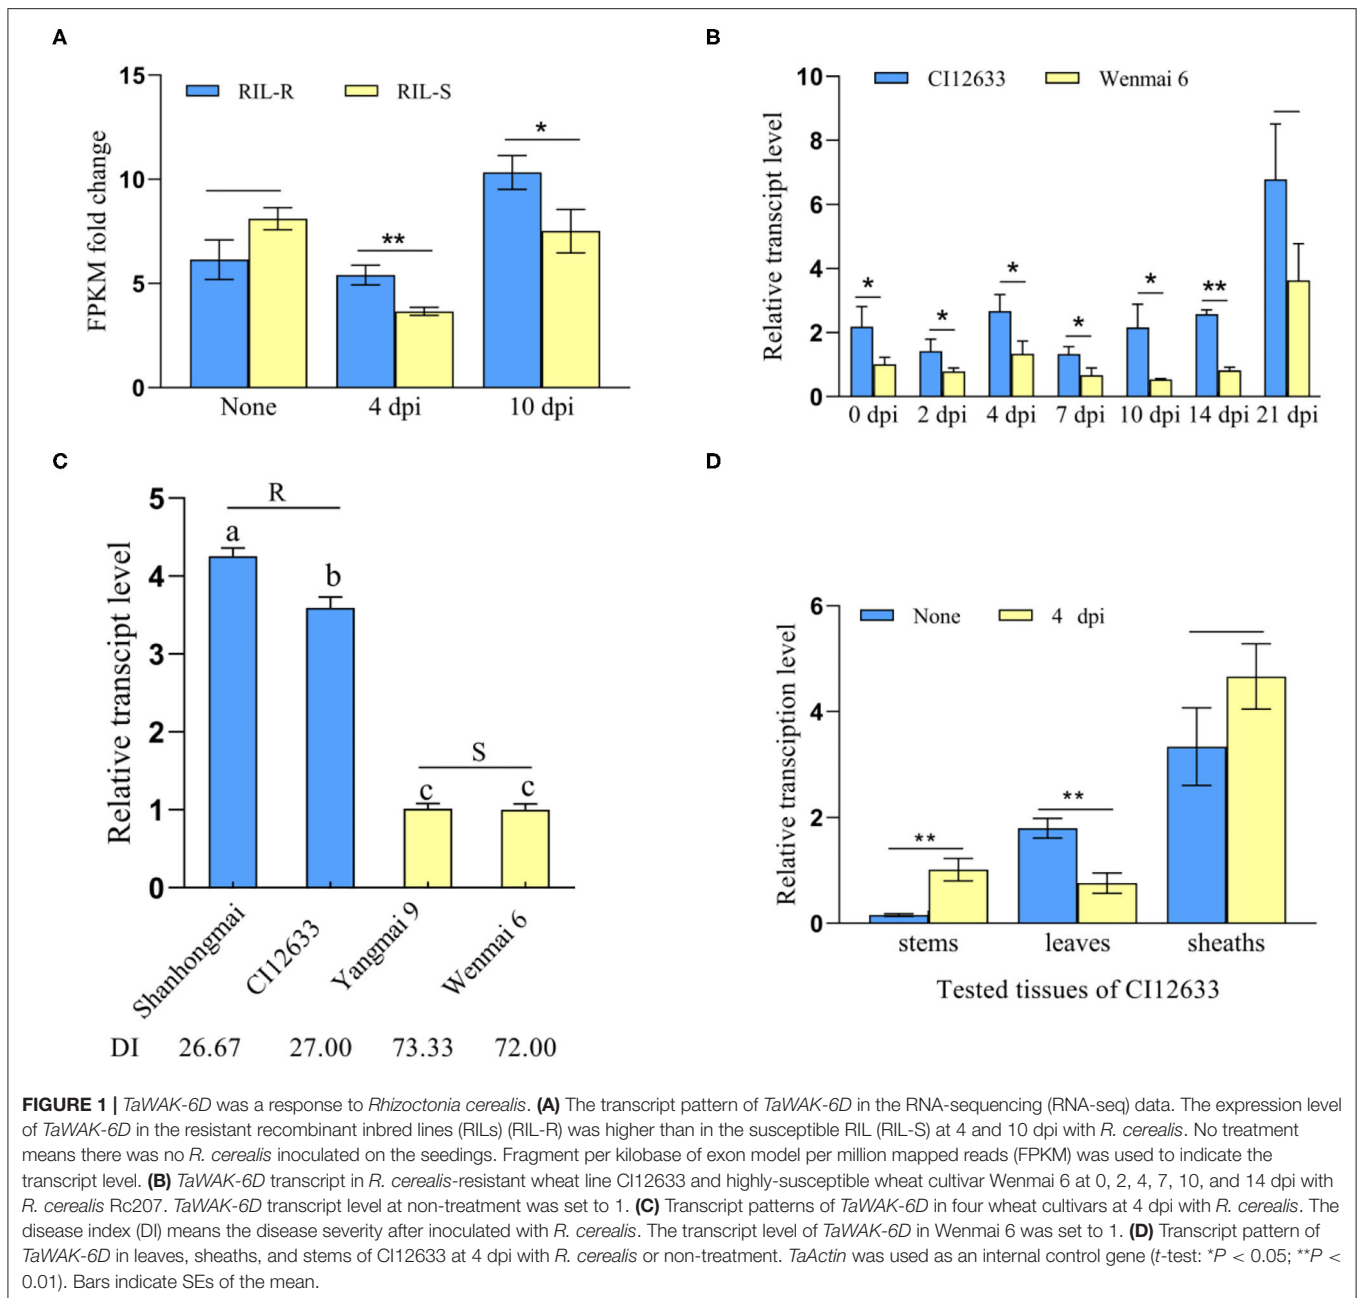 A
15
10
5
0
FPKM fold change
RIL-R
RIL-S
**
*
None
4 dpi
10 dpi
B
10
8
6
4
2
0
Relative transcript level
CI12633
Wenmai 6
*
*
*
*
*
**
0 dpi
2 dpi
4 dpi
7 dpi
10 dpi
14 dpi
21 dpi
C
5
4
3
2
1
0
Relative transcipt level
R
a
b
S
c
c
Shanhongmai
CI12633
Yangmai 9
Wenmai 6
DI 26.67 27.00 73.33 72.00
D
6
4
2
0
Relative transcription level
None
4 dpi
**
**
stems
leaves
sheaths
Tested tissues of CI12633
FIGURE 1 | TaWAK-6D was a response to Rhizoctonia cerealis. (A) The transcript pattern of TaWAK-6D in the RNA-sequencing (RNA-seq) data. The expression level
of TaWAK-6D in the resistant recombinant inbred lines (RILs) (RIL-R) was higher than in the susceptible RIL (RIL-S) at 4 and 10 dpi with R. cerealis. No treatment
means there was no R. cerealis inoculated on the seedings. Fragment per kilobase of exon model per million mapped reads (FPKM) was used to indicate the
transcript level. (B) TaWAK-6D transcript in R. cerealis-resistant wheat line CI12633 and highly-susceptible wheat cultivar Wenmai 6 at 0, 2, 4, 7, 10, and 14 dpi with
R. cerealis Rc207. TaWAK-6D transcript level at non-treatment was set to 1. (C) Transcript patterns of TaWAK-6D in four wheat cultivars at 4 dpi with R. cerealis. The
disease index (DI) means the disease severity after inoculated with R. cerealis. The transcript level of TaWAK-6D in Wenmai 6 was set to 1. (D) Transcript pattern of
TaWAK-6D in leaves, sheaths, and stems of CI12633 at 4 dpi with R. cerealis or non-treatment. TaActin was used as an internal control gene (t-test: *P < 0.05; **P <
0.01). Bars indicate SEs of the mean.